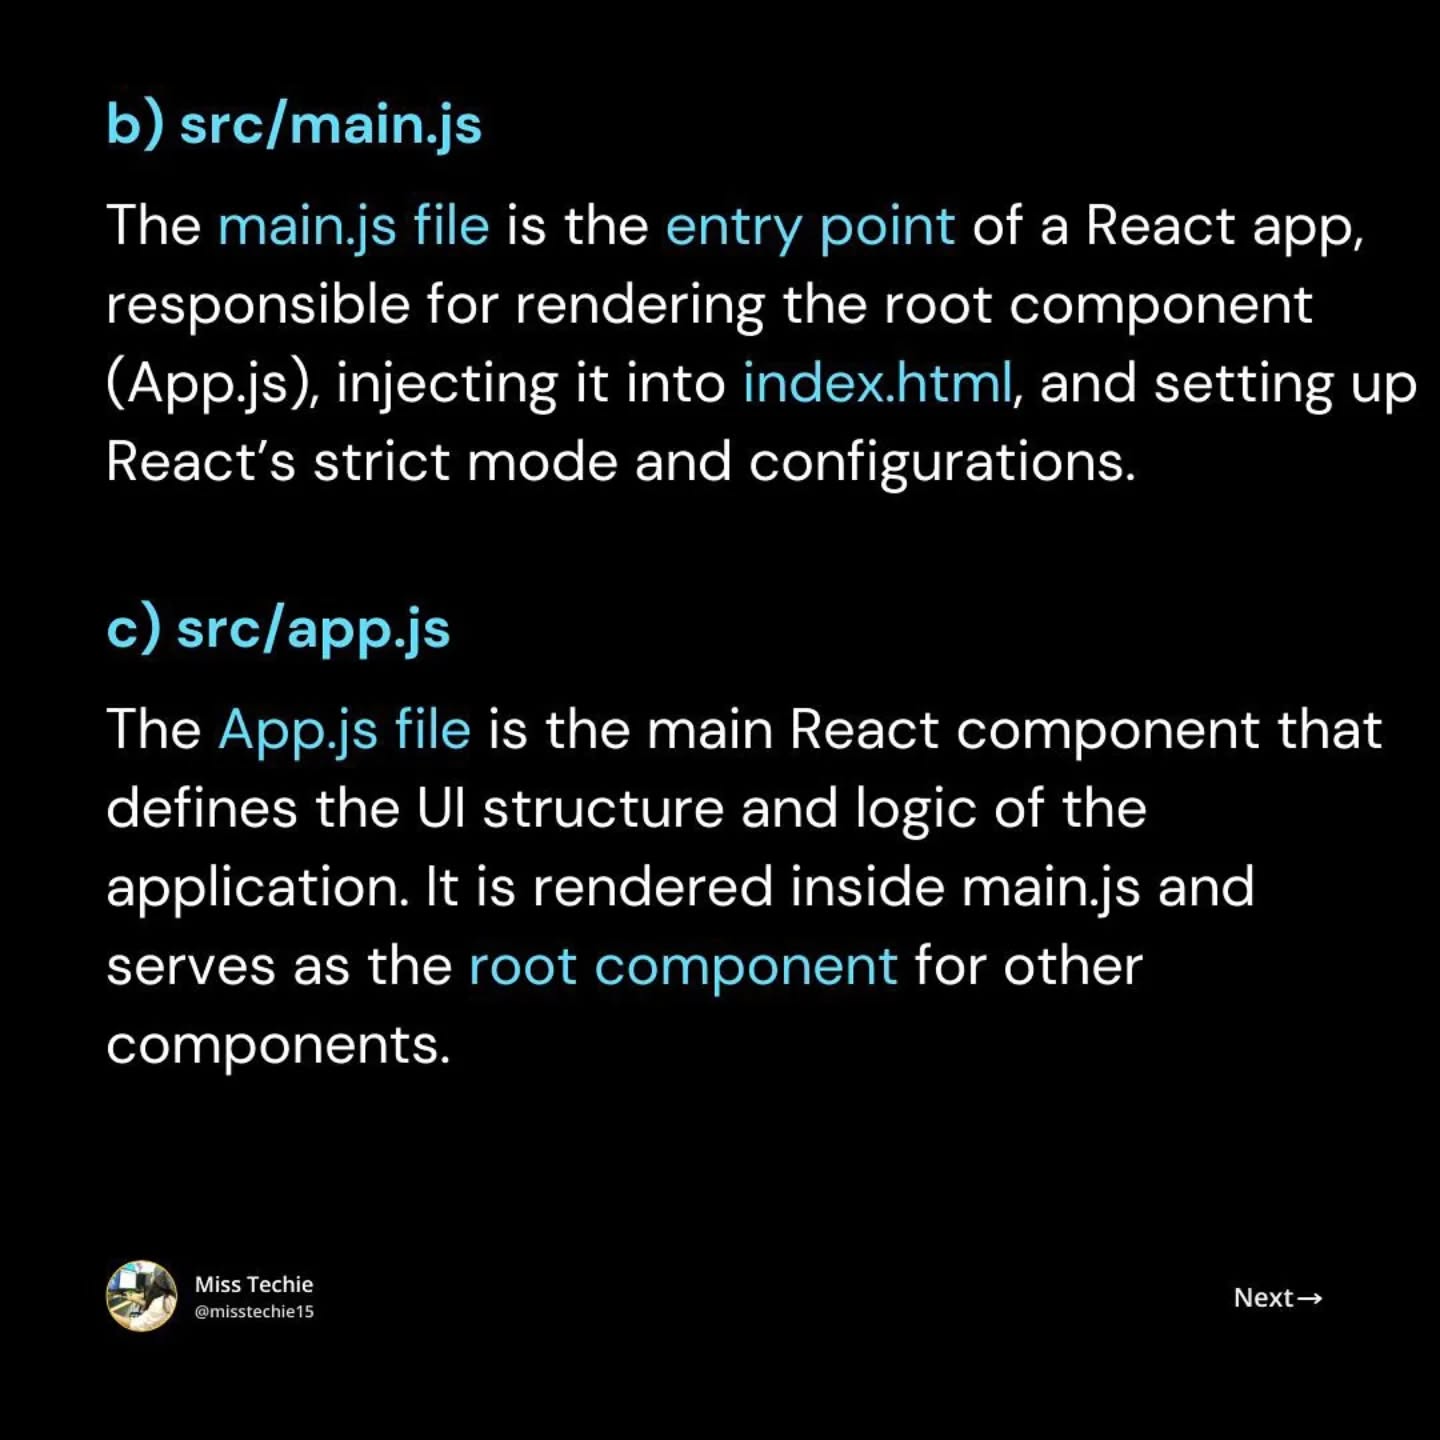 b) src/main.js
The main.js file is the entry point of a React app,
responsible for rendering the root component
(App.js), injecting it into index.html, and setting up
React’s strict mode and configurations.
c) src/app.js
The App.js file is the main React component that
defines the UI structure and logic of the
application. It is rendered inside main.js and
serves as the root component for other
components.
Miss Techie
@misstechie15
Next→